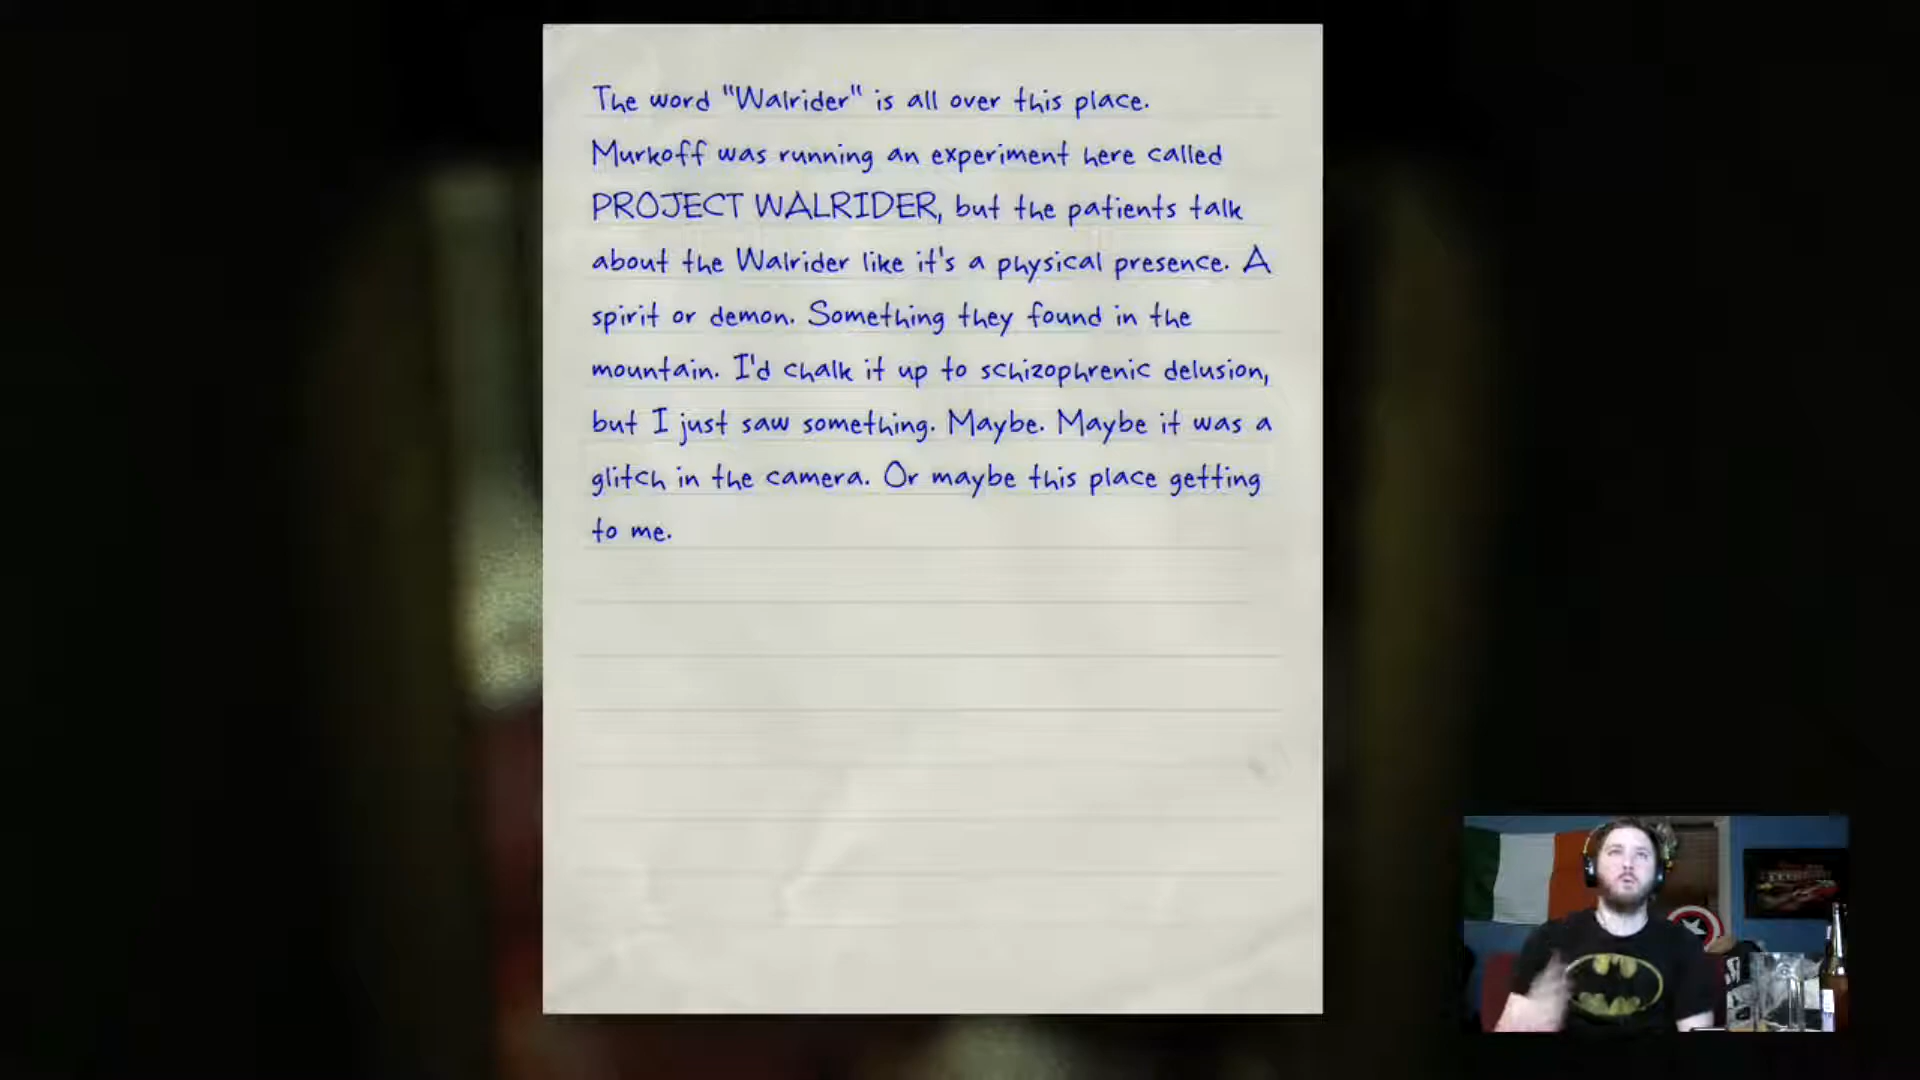 The word "Walrider" is all over this place.
Murkoff was running an experiment here called
PROJECT WALRIDER, but the patients talk
about the Walrider like it's a physical presence. A
spirit or demon. Something they found in the
mountain. I'd chalk it up to schizophrenic delusion,
but I just saw something. Maybe. Maybe it was a
glitch in the camera. Or maybe this place getting
to me.